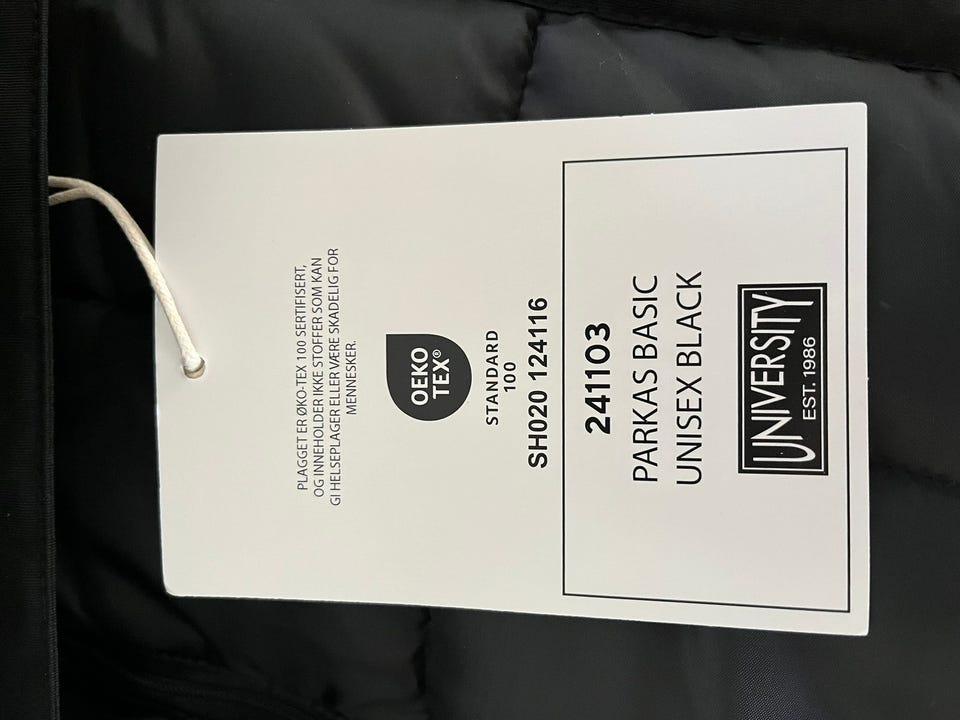 PLAGGET ER ØKO-TEX 100 SERTIFISERT,
OG INNEHOLDER IKKE STOFFER SOM KAN
GI HELSEPLAGER ELLER VÆRE SKADELIG FOR
MENNESKER.
OEKO
TEX®
STANDARD
100
SH020 124116
241103
PARKAS BASIC
UNISEX BLACK
UNIVERSITY
EST. 1986